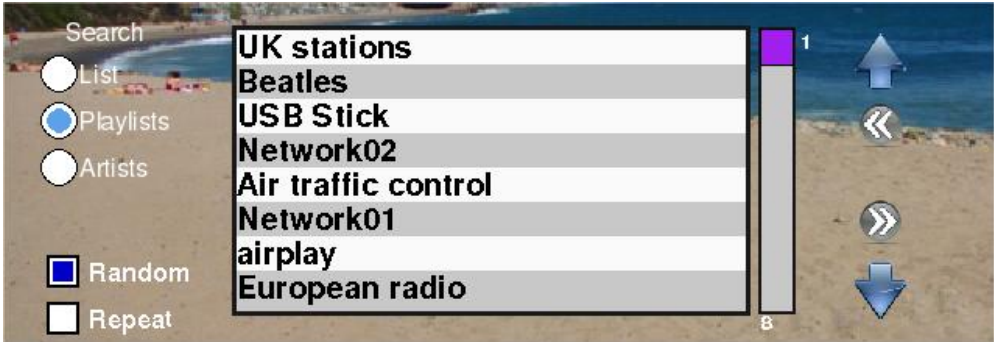 Search
List
Playlists
Artists
Random
Repeat
UK stations
Beatles
USB Stick
Network02
Air traffic control
Network01
airplay
European radio
1
8